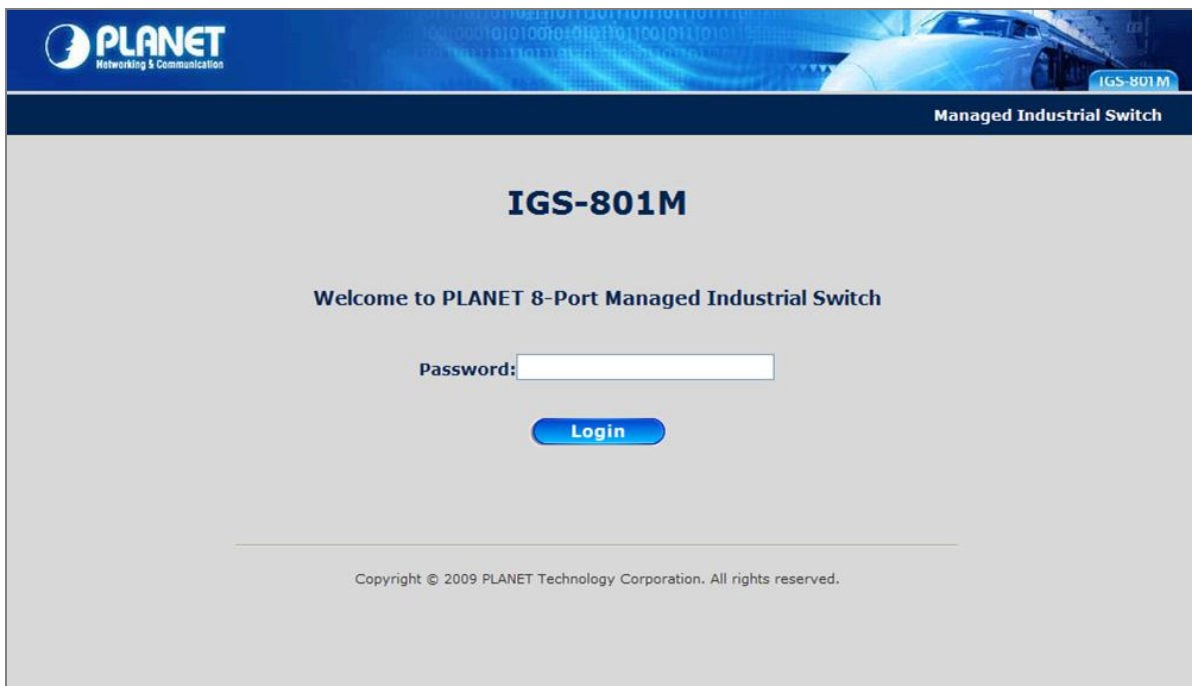 PLANET
Networking & Communication
IGS-801M
Managed Industrial Switch
IGS-801M
Welcome to PLANET 8-Port Managed Industrial Switch
Password:
Login
Copyright © 2009 PLANET Technology Corporation. All rights reserved.